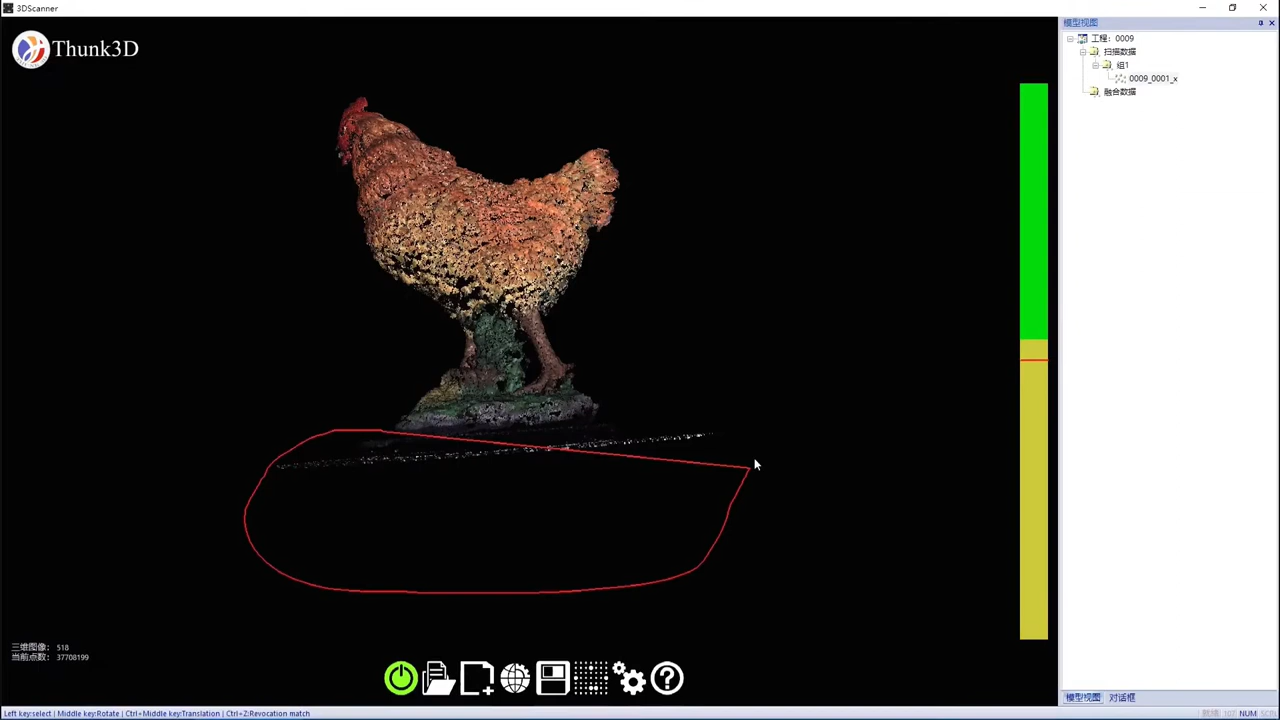 3DScanner
Thunk3D
模型视图
工程: 0009
扫描数据
组1
0009_0001_x
融合数据
三维图像: 518
当前点数: 37708199
模型视图 对话框
Left key:select | Middle key:Rotate | Ctrl+Middle key:Translation | Ctrl+Z:Revocation match
NUM